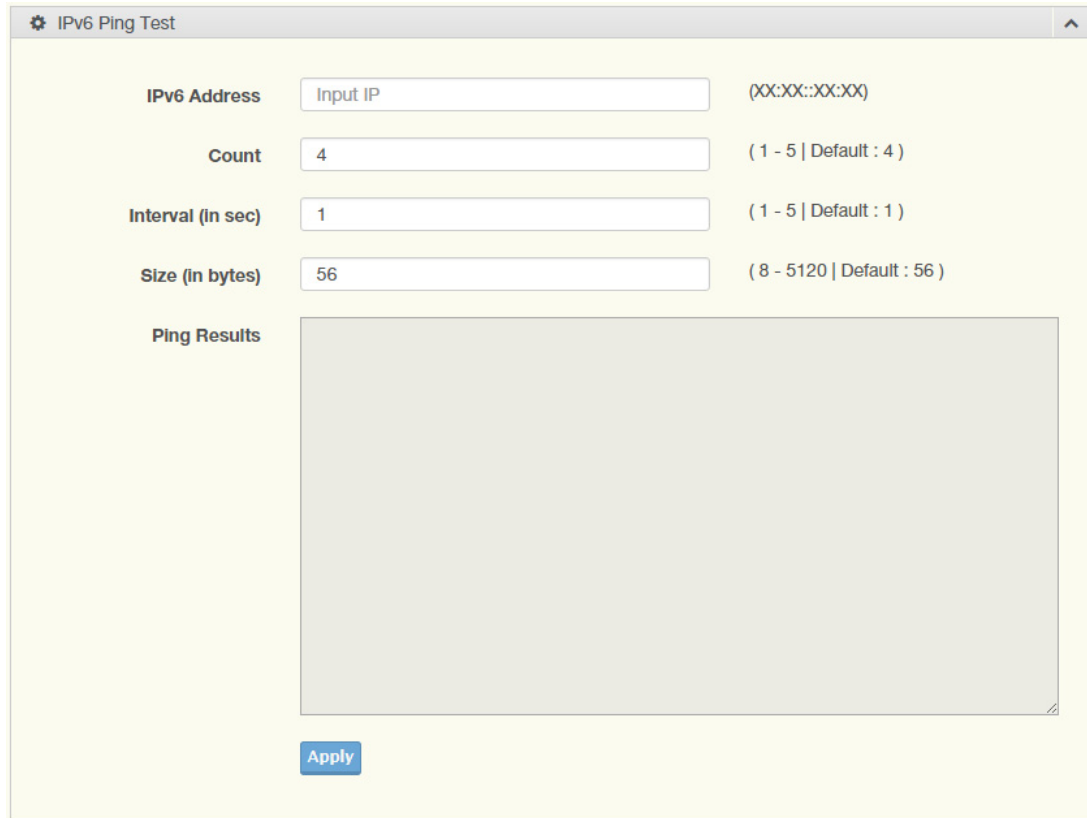 IPv6 Ping Test
IPv6 Address Input IP (XX:XX::XX:XX)
Count 4 ( 1 - 5 | Default : 4 )
Interval (in sec) 1 ( 1 - 5 | Default : 1 )
Size (in bytes) 56 ( 8 - 5120 | Default : 56 )
Ping Results
Apply